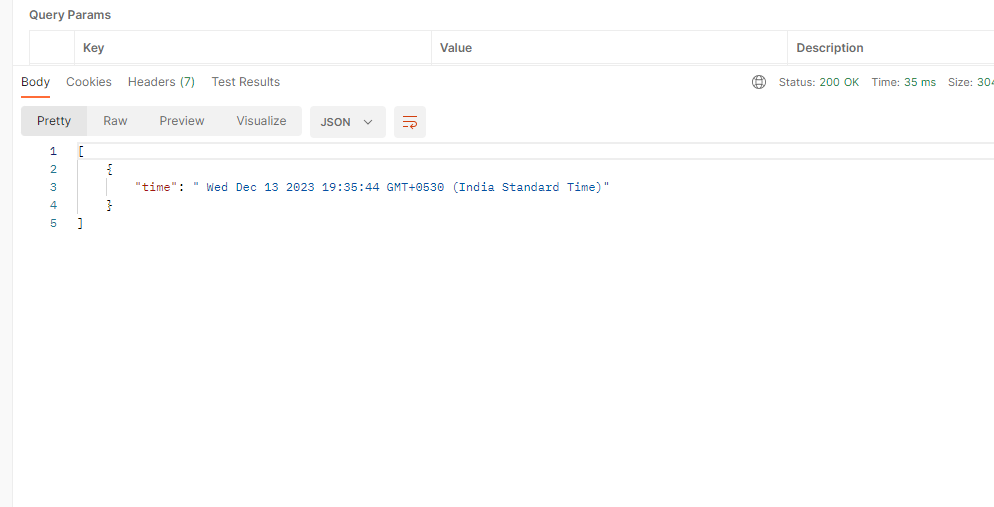 Query Params
Key Value Description
Body Cookies Headers (7) Test Results Status: 200 OK Time: 35 ms Size: 304
Pretty Raw Preview Visualize JSON
1 [
2 {
3 "time": " Wed Dec 13 2023 19:35:44 GMT+0530 (India Standard Time)"
4 }
5 ]